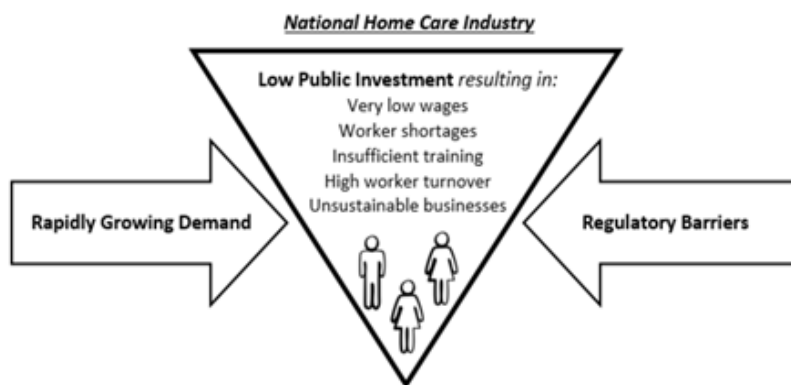 National Home Care Industry
Low Public Investment resulting in:
Very low wages
Worker shortages
Insufficient training
High worker turnover
Unsustainable businesses
Rapidly Growing Demand
Regulatory Barriers